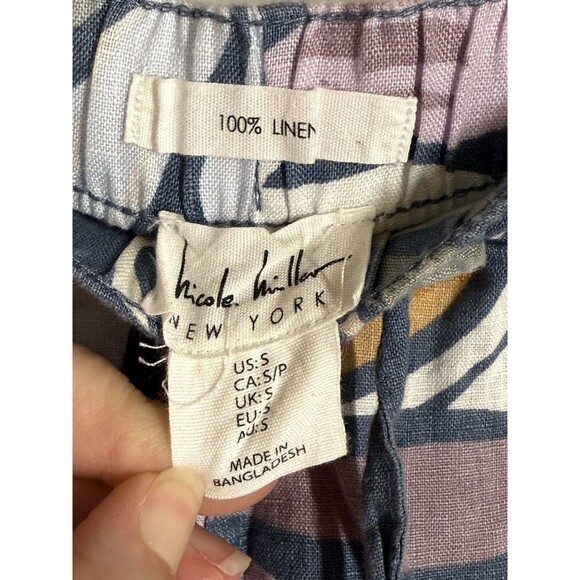 100% LINEN
Nicole Miller
NEW YORK
US:S
CA:S/P
UK:S
EU:S
AU:S
MADE IN
BANGLADESH